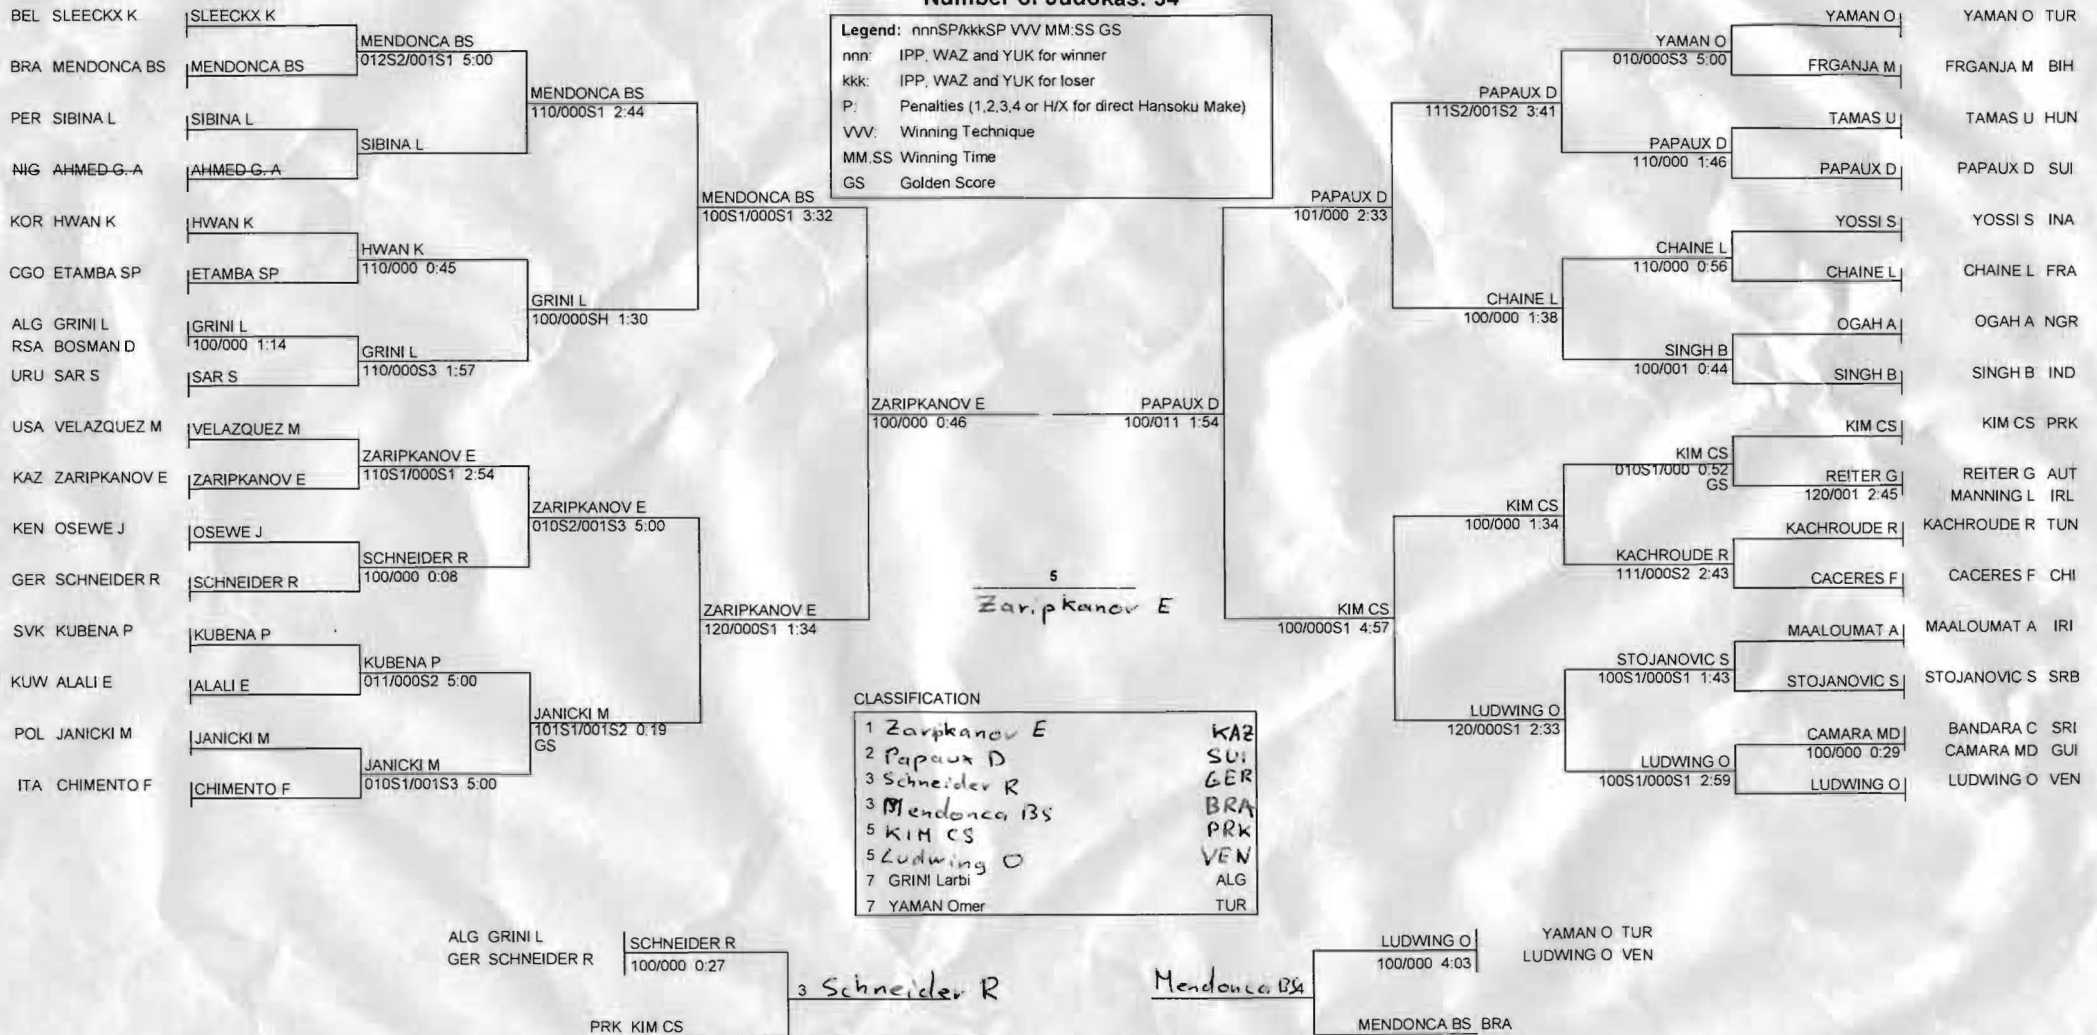 Number of Judokas: 34
Legend: nnnSP/kkkSP VVV MM:SS GS
nnn: IPP, WAZ and YUK for winner
kkk: IPP, WAZ and YUK for loser
P: Penalties (1,2,3,4 or H/X for direct Hansoku Make)
VVV: Winning Technique
MM.SS Winning Time
GS Golden Score
BEL SLEECKX K
BRA MENDONCA BS
PER SIBINA L
NIG AHMED G. A
KOR HWAN K
CGO ETAMBA SP
ALG GRINI L
RSA BOSMAN D
URU SAR S
USA VELAZQUEZ M
KAZ ZARIPKANOV E
KEN OSEWE J
GER SCHNEIDER R
SVK KUBENA P
KUW ALALI E
POL JANICKI M
ITA CHIMENTO F
SLEECKX K
MENDONCA BS
SIBINA L
AHMED G. A
HWAN K
ETAMBA SP
GRINI L
100/000 1:14
SAR S
VELAZQUEZ M
ZARIPKANOV E
OSEWE J
SCHNEIDER R
KUBENA P
ALALI E
JANICKI M
CHIMENTO F
MENDONCA BS
012S2/001S1 5:00
SIBINA L
HWAN K
110/000 0:45
GRINI L
110/000S3 1:57
ZARIPKANOV E
110S1/000S1 2:54
SCHNEIDER R
100/000 0:08
KUBENA P
011/000S2 5:00
JANICKI M
010S1/001S3 5:00
MENDONCA BS
110/000S1 2:44
GRINI L
100/000SH 1:30
ZARIPKANOV E
010S2/001S3 5:00
JANICKI M
101S1/001S2 0:19
GS
MENDONCA BS
100S1/000S1 3:32
ZARIPKANOV E
120/000S1 1:34
ZARIPKANOV E
100/000 0:46
5
Zaripkanov E
PAPAUX D
100/011 1:54
PAPAUX D
101/000 2:33
KIM CS
100/000S1 4:57
PAPAUX D
111S2/001S2 3:41
CHAINE L
100/000 1:38
KIM CS
100/000 1:34
LUDWING O
120/000S1 2:33
YAMAN O
010/000S3 5:00
PAPAUX D
110/000 1:46
CHAINE L
110/000 0:56
SINGH B
100/001 0:44
KIM CS
010S1/000 0:52
GS
KACHROUDE R
111/000S2 2:43
STOJANOVIC S
100S1/000S1 1:43
LUDWING O
100S1/000S1 2:59
YAMAN O
FRGANJA M
TAMAS U
PAPAUX D
YOSSI S
CHAINE L
OGAH A
SINGH B
KIM CS
REITER G
120/001 2:45
KACHROUDE R
CACERES F
MAALOUMAT A
STOJANOVIC S
CAMARA MD
100/000 0:29
LUDWING O
YAMAN O TUR
FRGANJA M BIH
TAMAS U HUN
PAPAUX D SUI
YOSSI S INA
CHAINE L FRA
OGAH A NGR
SINGH B IND
KIM CS PRK
REITER G AUT
MANNING L IRL
KACHROUDE R TUN
CACERES F CHI
MAALOUMAT A IRI
STOJANOVIC S SRB
BANDARA C SRI
CAMARA MD GUI
LUDWING O VEN
CLASSIFICATION
1 Zarpkanov E KAZ
2 Papaux D SUI
3 Schneider R GER
3 Mendonca BS BRA
5 KIM CS PRK
5 Ludwing O VEN
7 GRINI Larbi ALG
7 YAMAN Omer TUR
ALG GRINI L
GER SCHNEIDER R
SCHNEIDER R
100/000 0:27
3 Schneider R
PRK KIM CS
LUDWING O
100/000 4:03
YAMAN O TUR
LUDWING O VEN
Mendonca BS
MENDONCA BS BRA